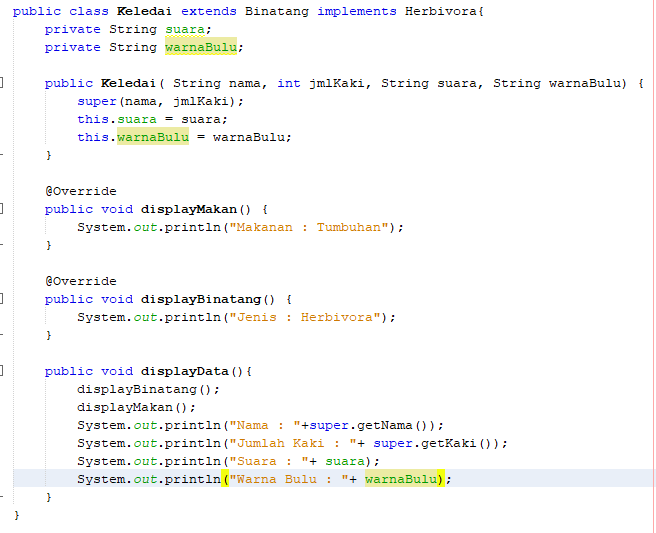 public class Keledai extends Binatang implements Herbivora{
    private String suara;
    private String warnaBulu;
    public Keledai( String nama, int jmlKaki, String suara, String warnaBulu) {
        super(nama, jmlKaki);
        this.suara = suara;
        this.warnaBulu = warnaBulu;
    }
    @Override
    public void displayMakan() {
        System.out.println("Makanan : Tumbuhan");
    }
    @Override
    public void displayBinatang() {
        System.out.println("Jenis : Herbivora");
    }
    public void displayData(){
        displayBinatang();
        displayMakan();
        System.out.println("Nama : "+super.getNama());
        System.out.println("Jumlah Kaki : "+ super.getKaki());
        System.out.println("Suara : "+ suara);
        System.out.println("Warna Bulu : "+ warnaBulu);
    }
}